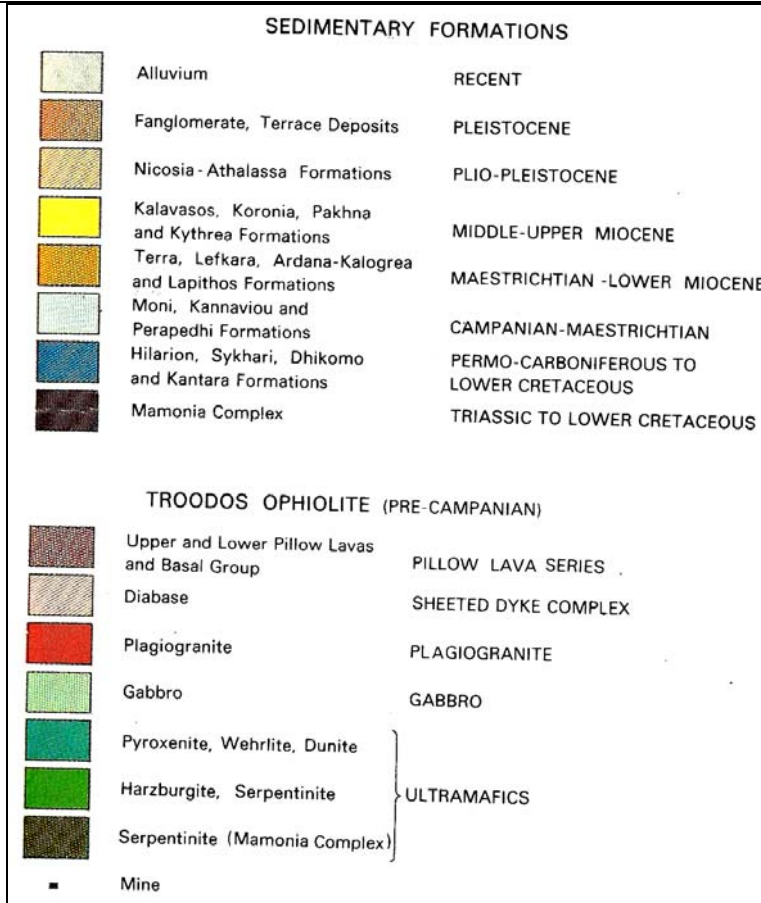 SEDIMENTARY FORMATIONS
Alluvium RECENT
Fanglomerate, Terrace Deposits PLEISTOCENE
Nicosia-Athalassa Formations PLIO-PLEISTOCENE
Kalavasos, Koronia, Pakhna
and Kythrea Formations MIDDLE-UPPER MIOCENE
Terra, Lefkara, Ardana-Kalogrea
and Lapithos Formations MAESTRICHTIAN -LOWER MIOCENE
Moni, Kannaviou and
Perapedhi Formations CAMPANIAN-MAESTRICHTIAN
Hilarion, Sykhari, Dhikomo PERMO-CARBONIFEROUS TO
and Kantara Formations LOWER CRETACEOUS
Mamonia Complex TRIASSIC TO LOWER CRETACEOUS
TROODOS OPHIOLITE (PRE-CAMPANIAN)
Upper and Lower Pillow Lavas
and Basal Group PILLOW LAVA SERIES
Diabase SHEETED DYKE COMPLEX
Plagiogranite PLAGIOGRANITE
Gabbro GABBRO
Pyroxenite, Wehrlite, Dunite
Harzburgite, Serpentinite ULTRAMAFICS
Serpentinite (Mamonia Complex)
Mine